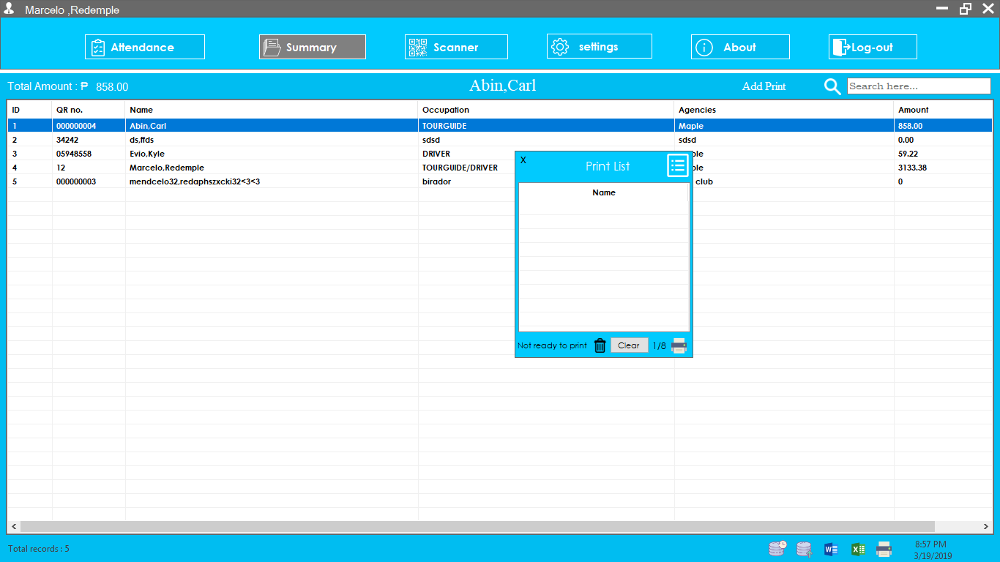 Marcelo ,Redemple
Attendance Summary Scanner settings About Log-out
Total Amount : ₱ 858.00 Abin,Carl Add Print Search here...
ID QR no. Name Occupation Agencies Amount
1 000000004 Abin,Carl TOURGUIDE Maple 858.00
2 34242 ds,ffds sdsd sdsd 0.00
3 05948558 Evio,Kyle DRIVER ple 59.22
4 12 Marcelo,Redemple TOURGUIDE/DRIVER ple 3133.38
5 000000003 mendcelo32,redaphszxcki32<3<3 birador club 0
X Print List
Name
Not ready to print Clear 1/8
Total records : 5
8:57 PM
3/19/2019